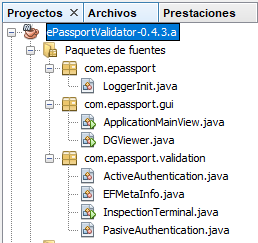 Proyectos × Archivos Prestaciones
ePassportValidator-0.4.3.a
Paquetes de fuentes
com.epassport
LoggerInit.java
com.epassport.gui
ApplicationMainView.java
DGViewer.java
com.epassport.validation
ActiveAuthentication.java
EFMetaInfo.java
InspectionTerminal.java
PasiveAuthentication.java